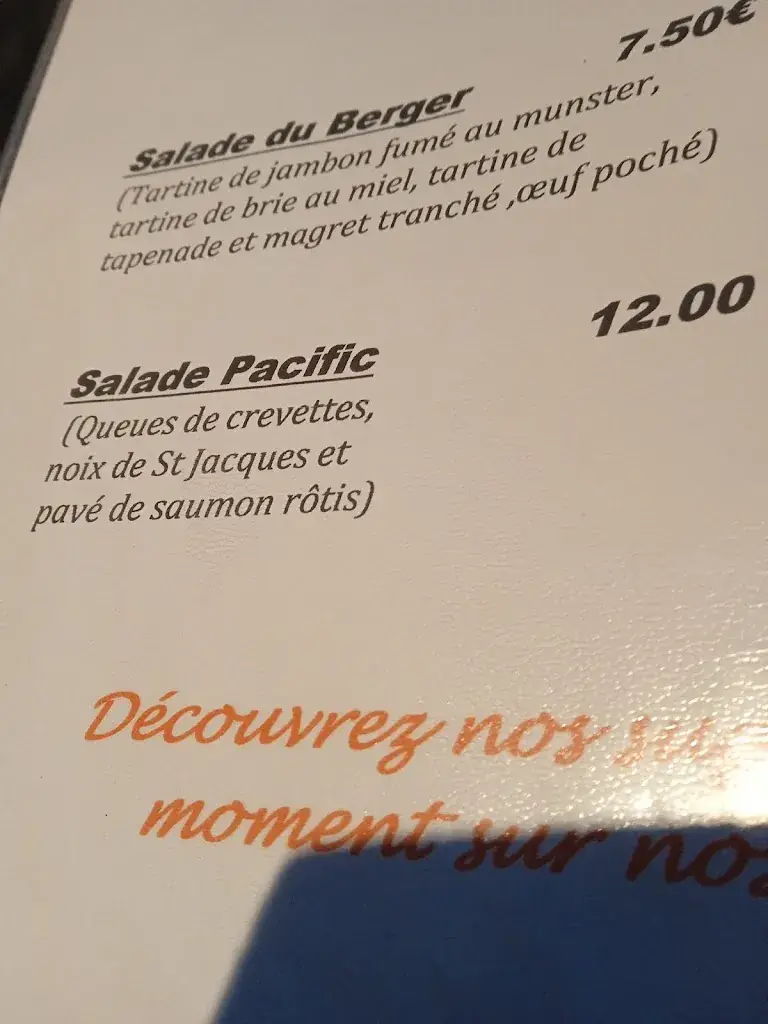 7.50€
Salade du Berger
(Tartine de jambon fumé au munster,
tartine de brie au miel, tartine de
tapenade et magret tranché ,œuf poché)
12.00
Salade Pacific
(Queues de crevettes,
noix de St Jacques et
pavé de saumon rôtis)
Découvrez nos
moment sur nos